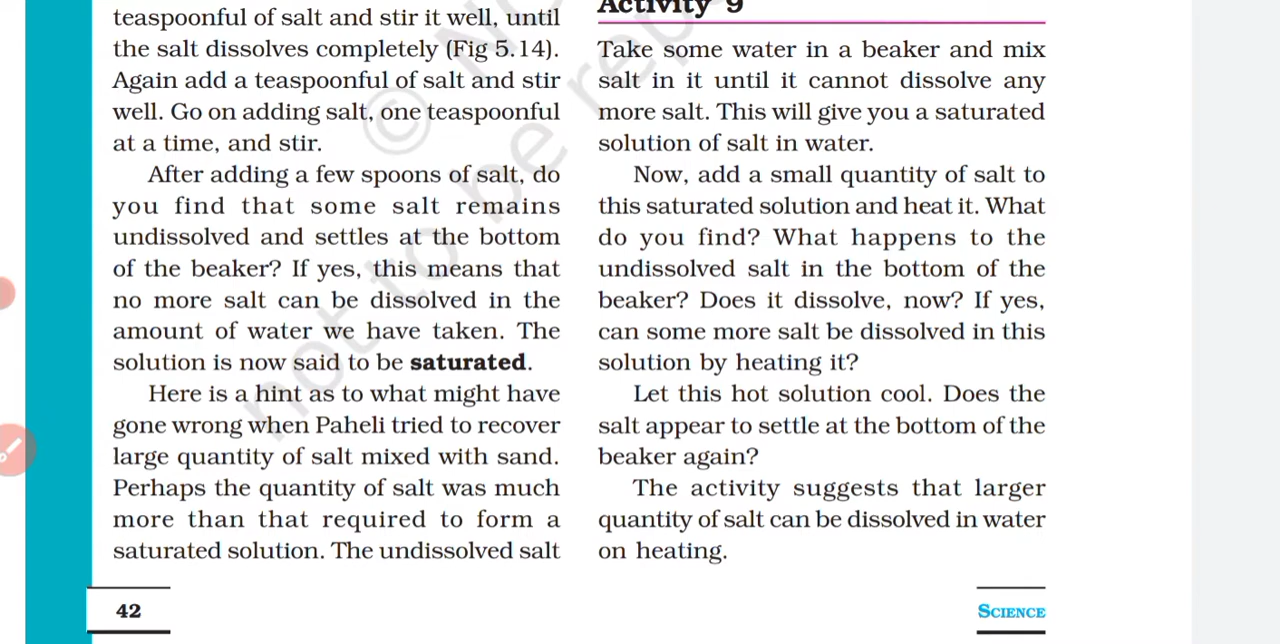 teaspoonful of salt and stir it well, until
the salt dissolves completely (Fig 5.14).
Again add a teaspoonful of salt and stir
well. Go on adding salt, one teaspoonful
at a time, and stir.
After adding a few spoons of salt, do
you find that some salt remains
undissolved and settles at the bottom
of the beaker? If yes, this means that
no more salt can be dissolved in the
amount of water we have taken. The
solution is now said to be saturated.
Here is a hint as to what might have
gone wrong when Paheli tried to recover
large quantity of salt mixed with sand.
Perhaps the quantity of salt was much
more than that required to form a
saturated solution. The undissolved salt
Activity 9
Take some water in a beaker and mix
salt in it until it cannot dissolve any
more salt. This will give you a saturated
solution of salt in water.
Now, add a small quantity of salt to
this saturated solution and heat it. What
do you find? What happens to the
undissolved salt in the bottom of the
beaker? Does it dissolve, now? If yes,
can some more salt be dissolved in this
solution by heating it?
Let this hot solution cool. Does the
salt appear to settle at the bottom of the
beaker again?
The activity suggests that larger
quantity of salt can be dissolved in water
on heating.
42
SCIENCE
© N
not to be rep